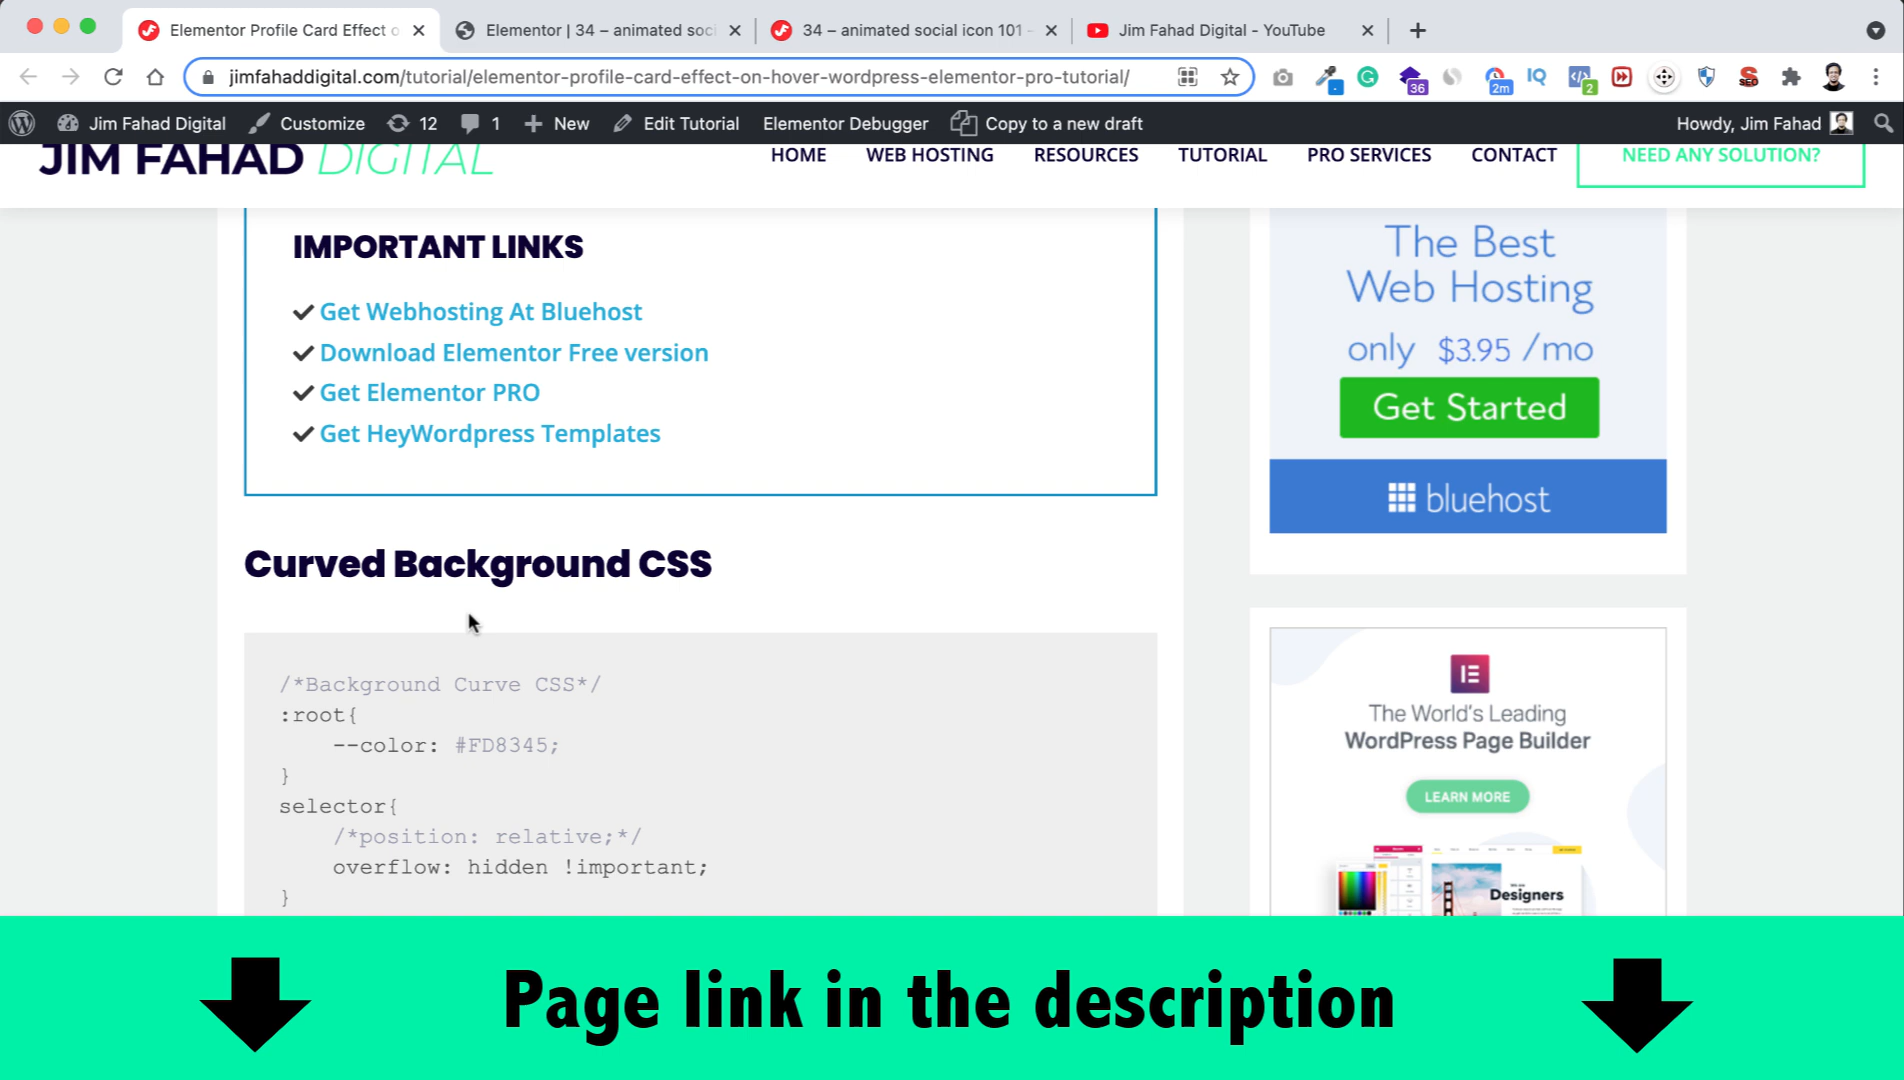 Elementor Profile Card Effect o
Elementor | 34 – animated soci
34 – animated social icon 101 -
Jim Fahad Digital - YouTube
jimfahaddigital.com/tutorial/elementor-profile-card-effect-on-hover-wordpress-elementor-pro-tutorial/
36
2m
IQ
2
SEO
Jim Fahad Digital
Customize
12
1
New
Edit Tutorial
Elementor Debugger
Copy to a new draft
Howdy, Jim Fahad
JIM FAHAD DIGITAL
HOME
WEB HOSTING
RESOURCES
TUTORIAL
PRO SERVICES
CONTACT
NEED ANY SOLUTION?
IMPORTANT LINKS
Get Webhosting At Bluehost
Download Elementor Free version
Get Elementor PRO
Get HeyWordpress Templates
Curved Background CSS
/*Background Curve CSS*/
:root{
--color: #FD8345;
}
selector{
/*position: relative;*/
overflow: hidden !important;
}
The Best
Web Hosting
only $3.95 /mo
Get Started
bluehost
The World's Leading
WordPress Page Builder
LEARN MORE
Designers
Page link in the description